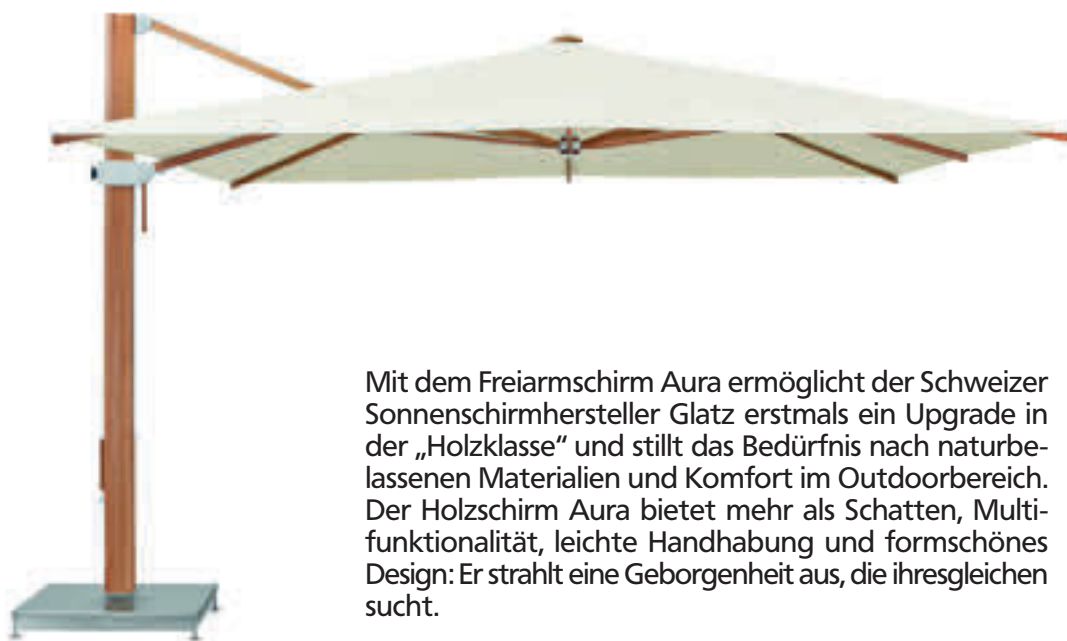 Mit dem Freiarmschirm Aura ermöglicht der Schweizer
Sonnenschirmhersteller Glatz erstmals ein Upgrade in
der „Holzklasse“ und stillt das Bedürfnis nach naturbe-
lassenen Materialien und Komfort im Outdoorbereich.
Der Holzschirm Aura bietet mehr als Schatten, Multi-
funktionalität, leichte Handhabung und formschönes
Design: Er strahlt eine Geborgenheit aus, die ihresgleichen
sucht.